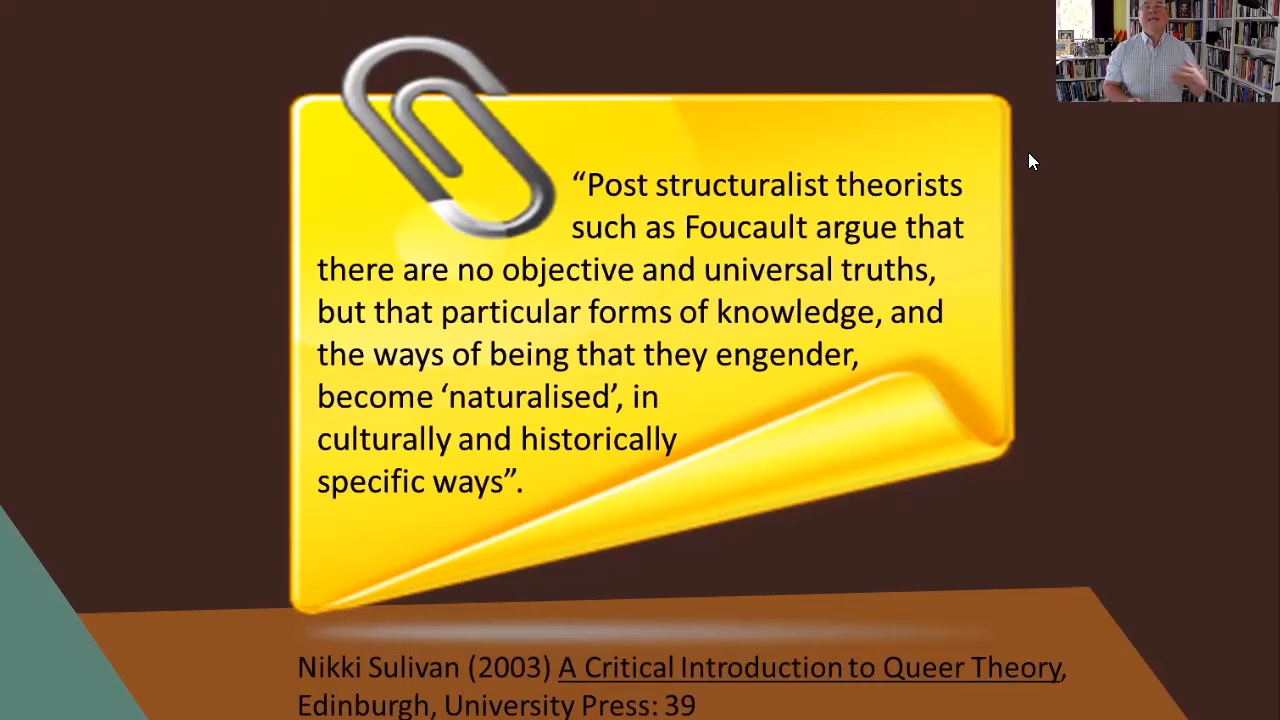 “Post structuralist theorists
such as Foucault argue that
there are no objective and universal truths,
but that particular forms of knowledge, and
the ways of being that they engender,
become ‘naturalised’, in
culturally and historically
specific ways”.
Nikki Sulivan (2003) A Critical Introduction to Queer Theory,
Edinburgh, University Press: 39